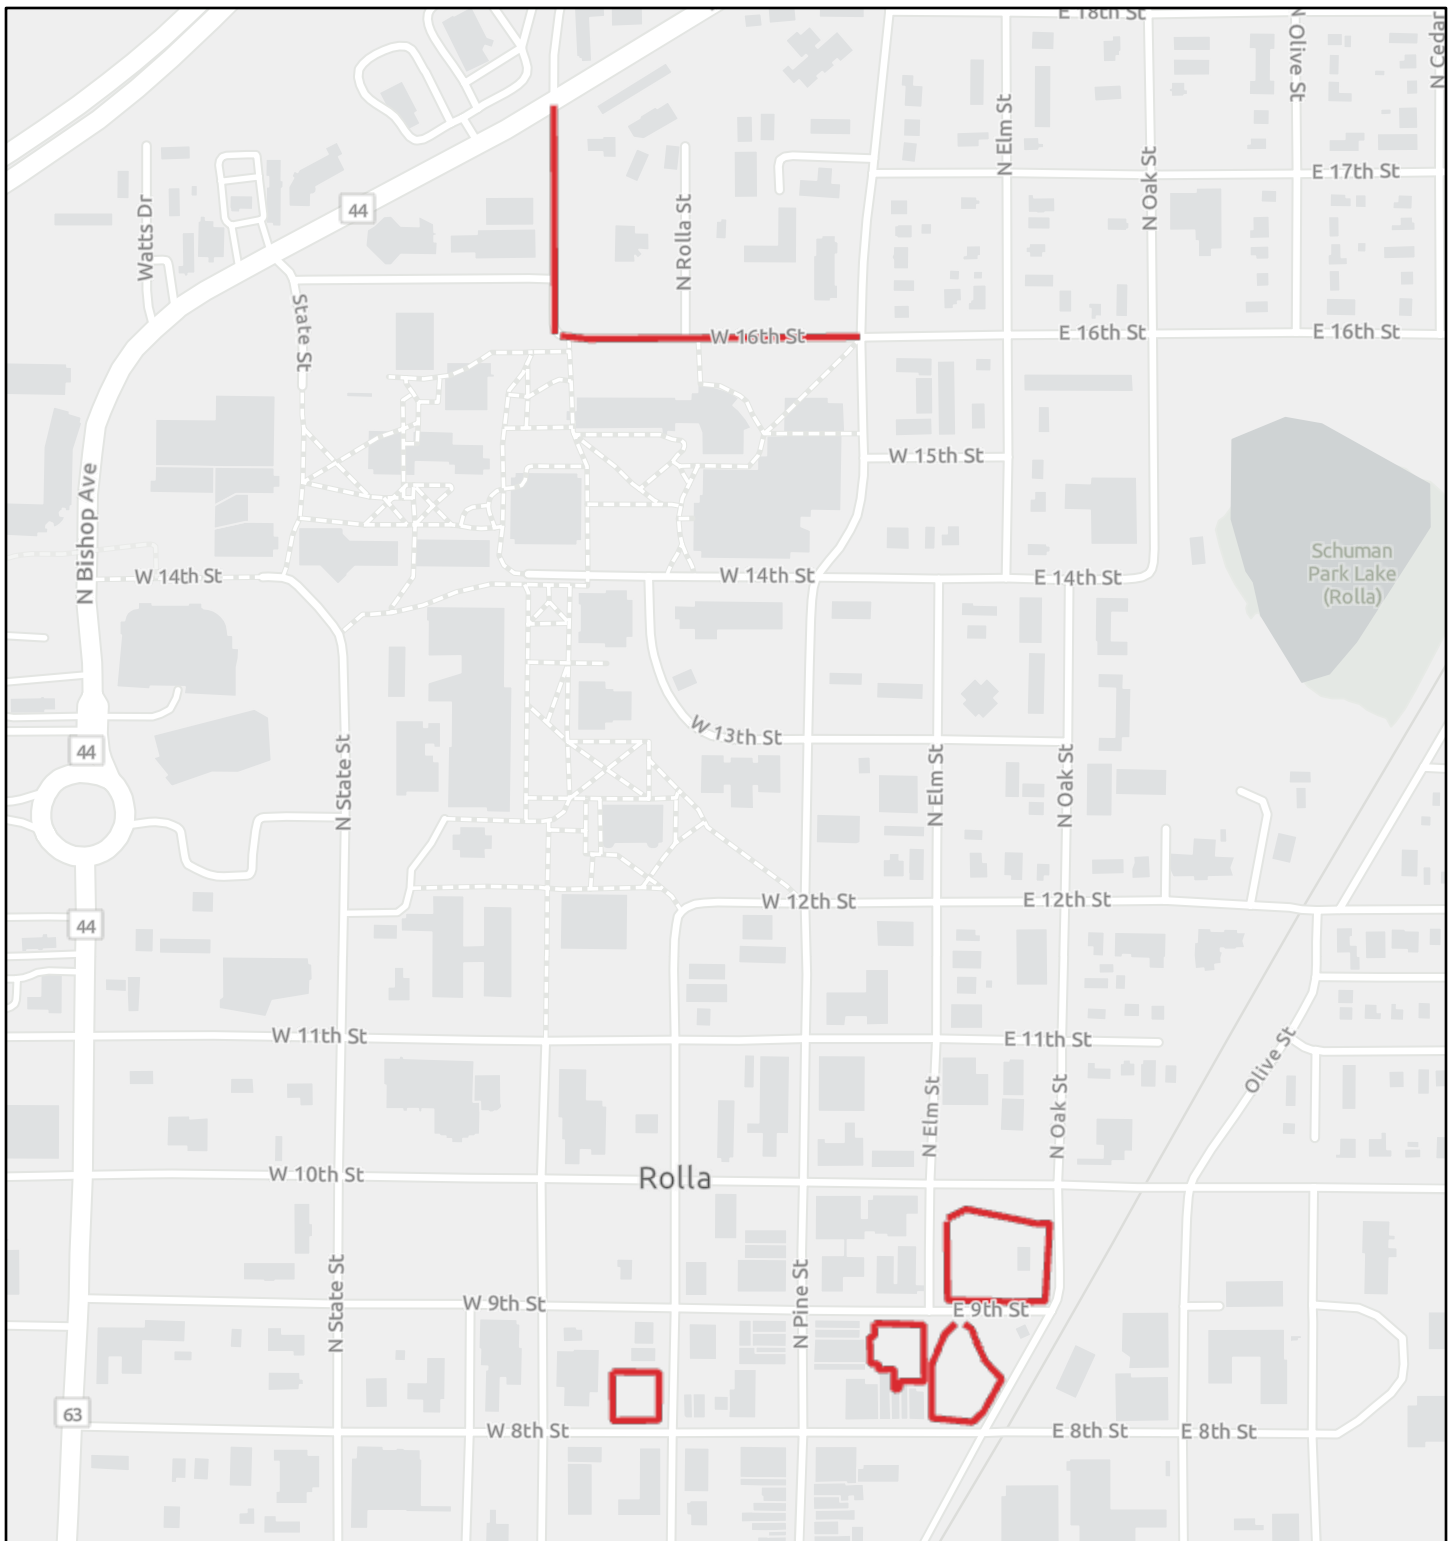 E 18th St
N Olive St
N Cedar
N Elm St
N Oak St
E 17th St
Watts Dr
44
N Rolla St
State St
W 16th St
E 16th St
E 16th St
W 15th St
N Bishop Ave
W 14th St
W 14th St
E 14th St
Schuman
Park Lake
(Rolla)
W 13th St
44
N State St
N Elm St
N Oak St
W 12th St
E 12th St
44
W 11th St
E 11th St
Olive St
N Elm St
N Oak St
W 10th St
Rolla
N State St
N Pine St
W 9th St
E 9th St
63
W 8th St
E 8th St
E 8th St